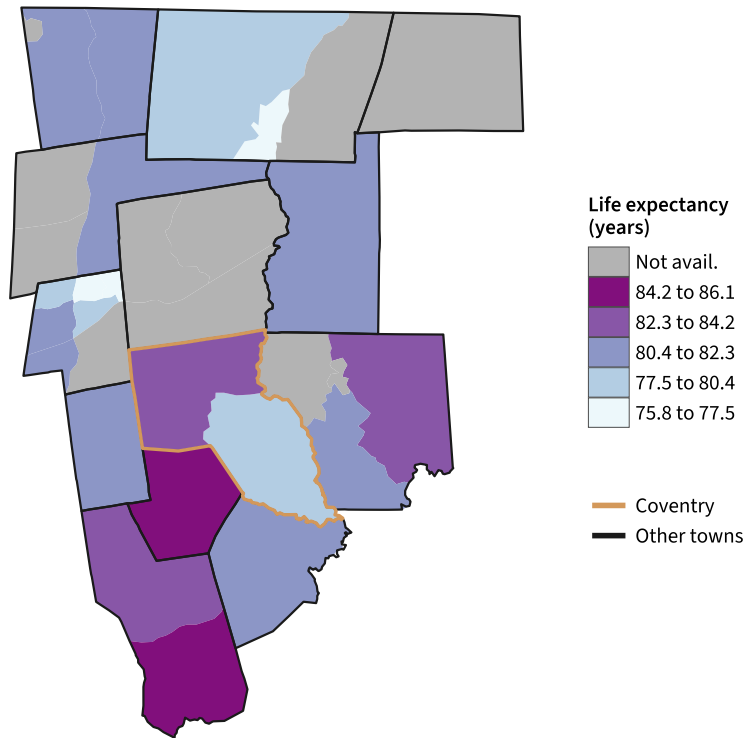 Life expectancy
(years)
Not avail.
84.2 to 86.1
82.3 to 84.2
80.4 to 82.3
77.5 to 80.4
75.8 to 77.5
Coventry
Other towns